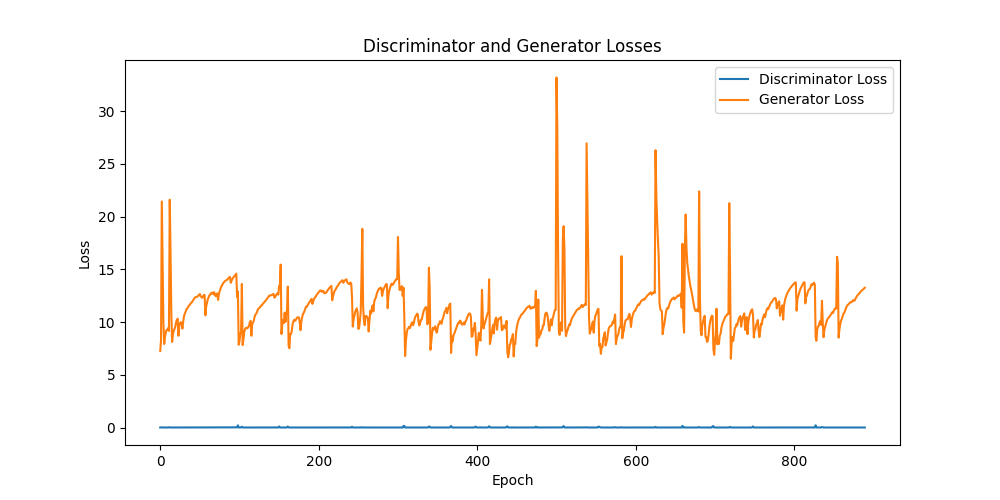 Discriminator and Generator Losses
Discriminator Loss
Generator Loss
30
25
20
15
10
5
0
Loss
0 200 400 600 800
Epoch